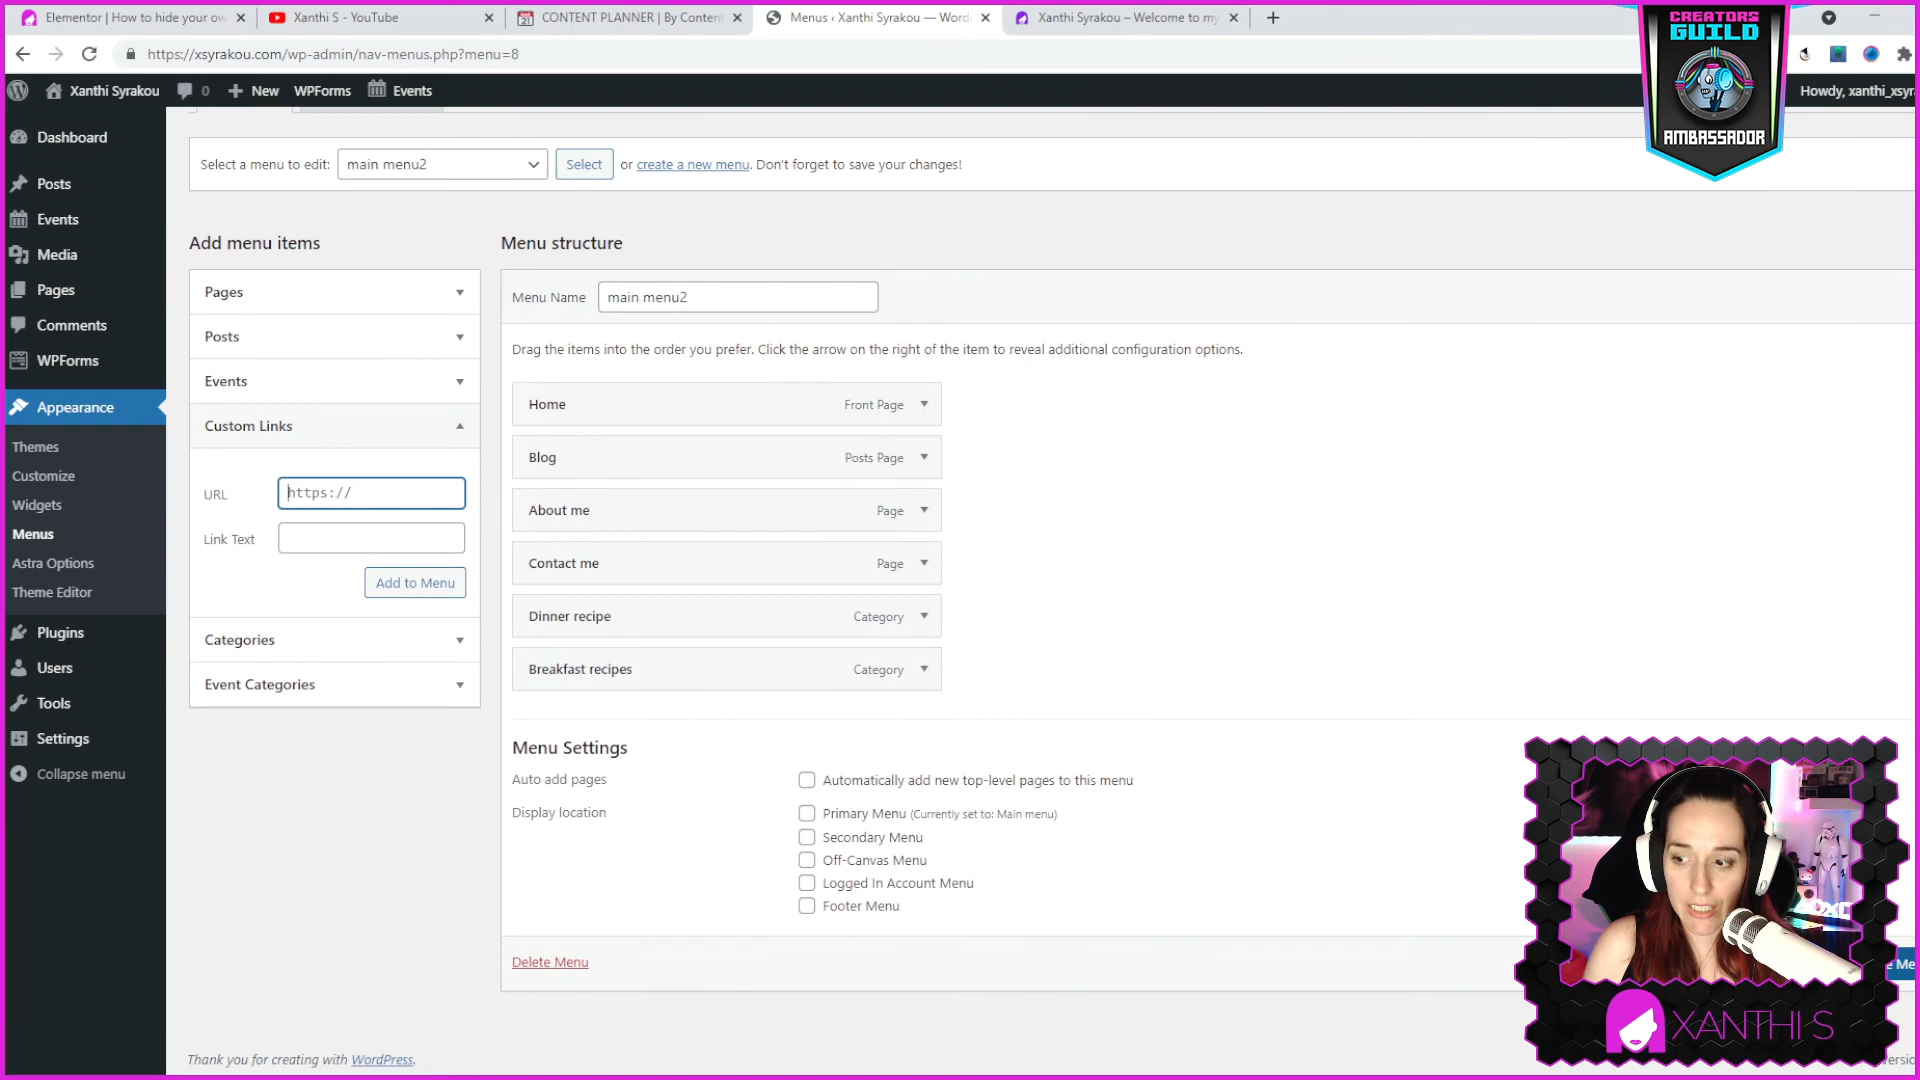 Elementor | How to hide your ow
Xanthi S - YouTube
CONTENT PLANNER | By Content
Menus ‹ Xanthi Syrakou — Word
Xanthi Syrakou – Welcome to my
https://xsyrakou.com/wp-admin/nav-menus.php?menu=8
CREATORS
GUILD
AMBASSADOR
Xanthi Syrakou
0
New
WPForms
Events
Howdy, xanthi_xsyra
Dashboard
Posts
Events
Media
Pages
Comments
WPForms
Appearance
Themes
Customize
Widgets
Menus
Astra Options
Theme Editor
Plugins
Users
Tools
Settings
Collapse menu
Select a menu to edit:
main menu2
Select
or create a new menu. Don't forget to save your changes!
Add menu items
Pages
Posts
Events
Custom Links
URL
https://
Link Text
Add to Menu
Categories
Event Categories
Menu structure
Menu Name
main menu2
Drag the items into the order you prefer. Click the arrow on the right of the item to reveal additional configuration options.
Home
Front Page
Blog
Posts Page
About me
Page
Contact me
Page
Dinner recipe
Category
Breakfast recipes
Category
Menu Settings
Auto add pages
Automatically add new top-level pages to this menu
Display location
Primary Menu (Currently set to: Main menu)
Secondary Menu
Off-Canvas Menu
Logged In Account Menu
Footer Menu
Delete Menu
Thank you for creating with WordPress.
XANTHI S